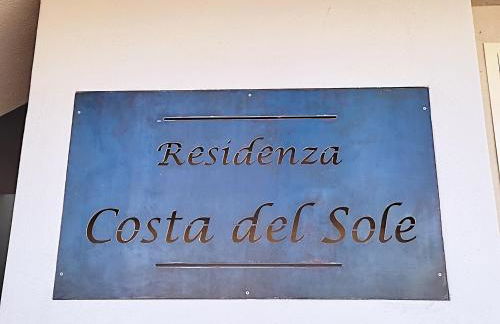 Residenza
Costa del Sole